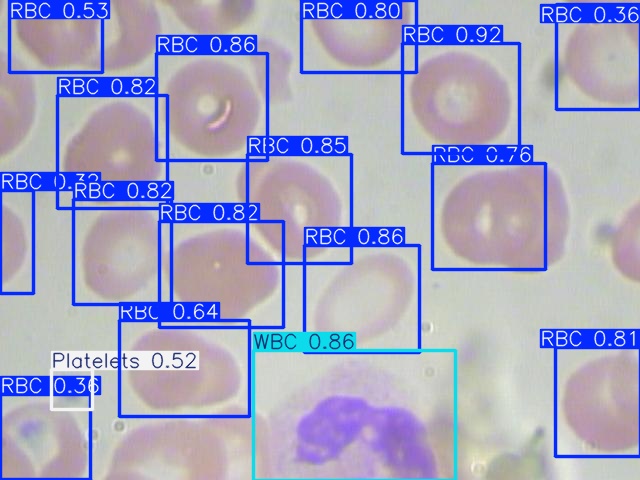 RBC 0.53
RBC 0.80
RBC 0.36
RBC 0.92
RBC 0.86
RBC 0.82
RBC 0.85
RBC 0.76
RBC
RBC 0.82
RBC 0.82
RBC 0.86
RBC 0.64
WBC 0.86
RBC 0.81
Platelets 0.52
RBC 0.36